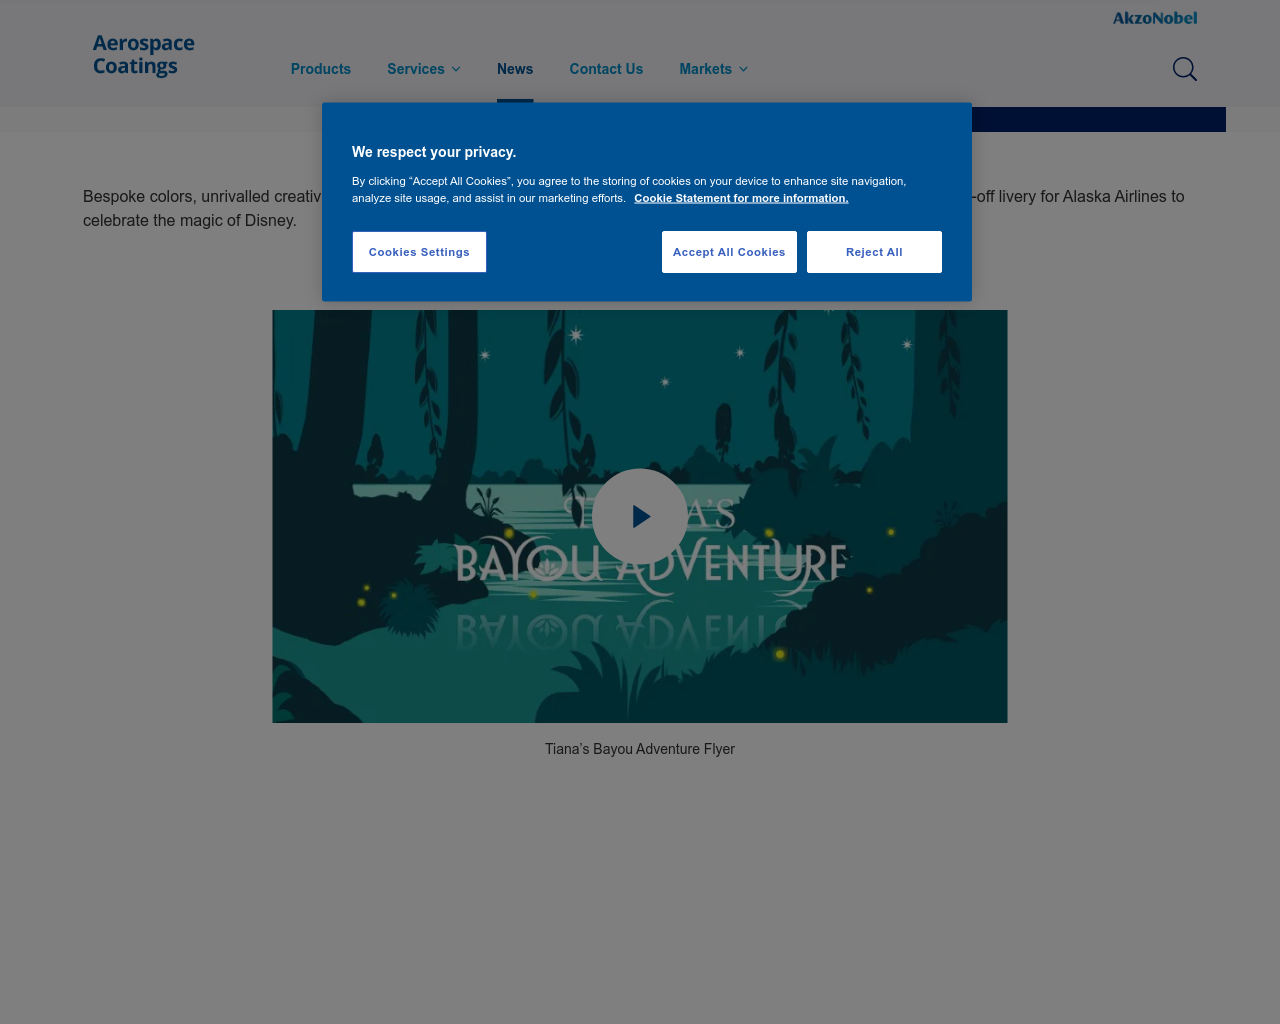 AkzoNobel
Aerospace
Coatings
Products Services News Contact Us Markets
We respect your privacy.
By clicking “Accept All Cookies”, you agree to the storing of cookies on your device to enhance site navigation,
analyze site usage, and assist in our marketing efforts. Cookie Statement for more information.
Cookies Settings Accept All Cookies Reject All
Bespoke colors, unrivalled -off livery for Alaska Airlines to
celebrate the magic of Disney.
BAYOU ADVENTURE
Tiana’s Bayou Adventure Flyer